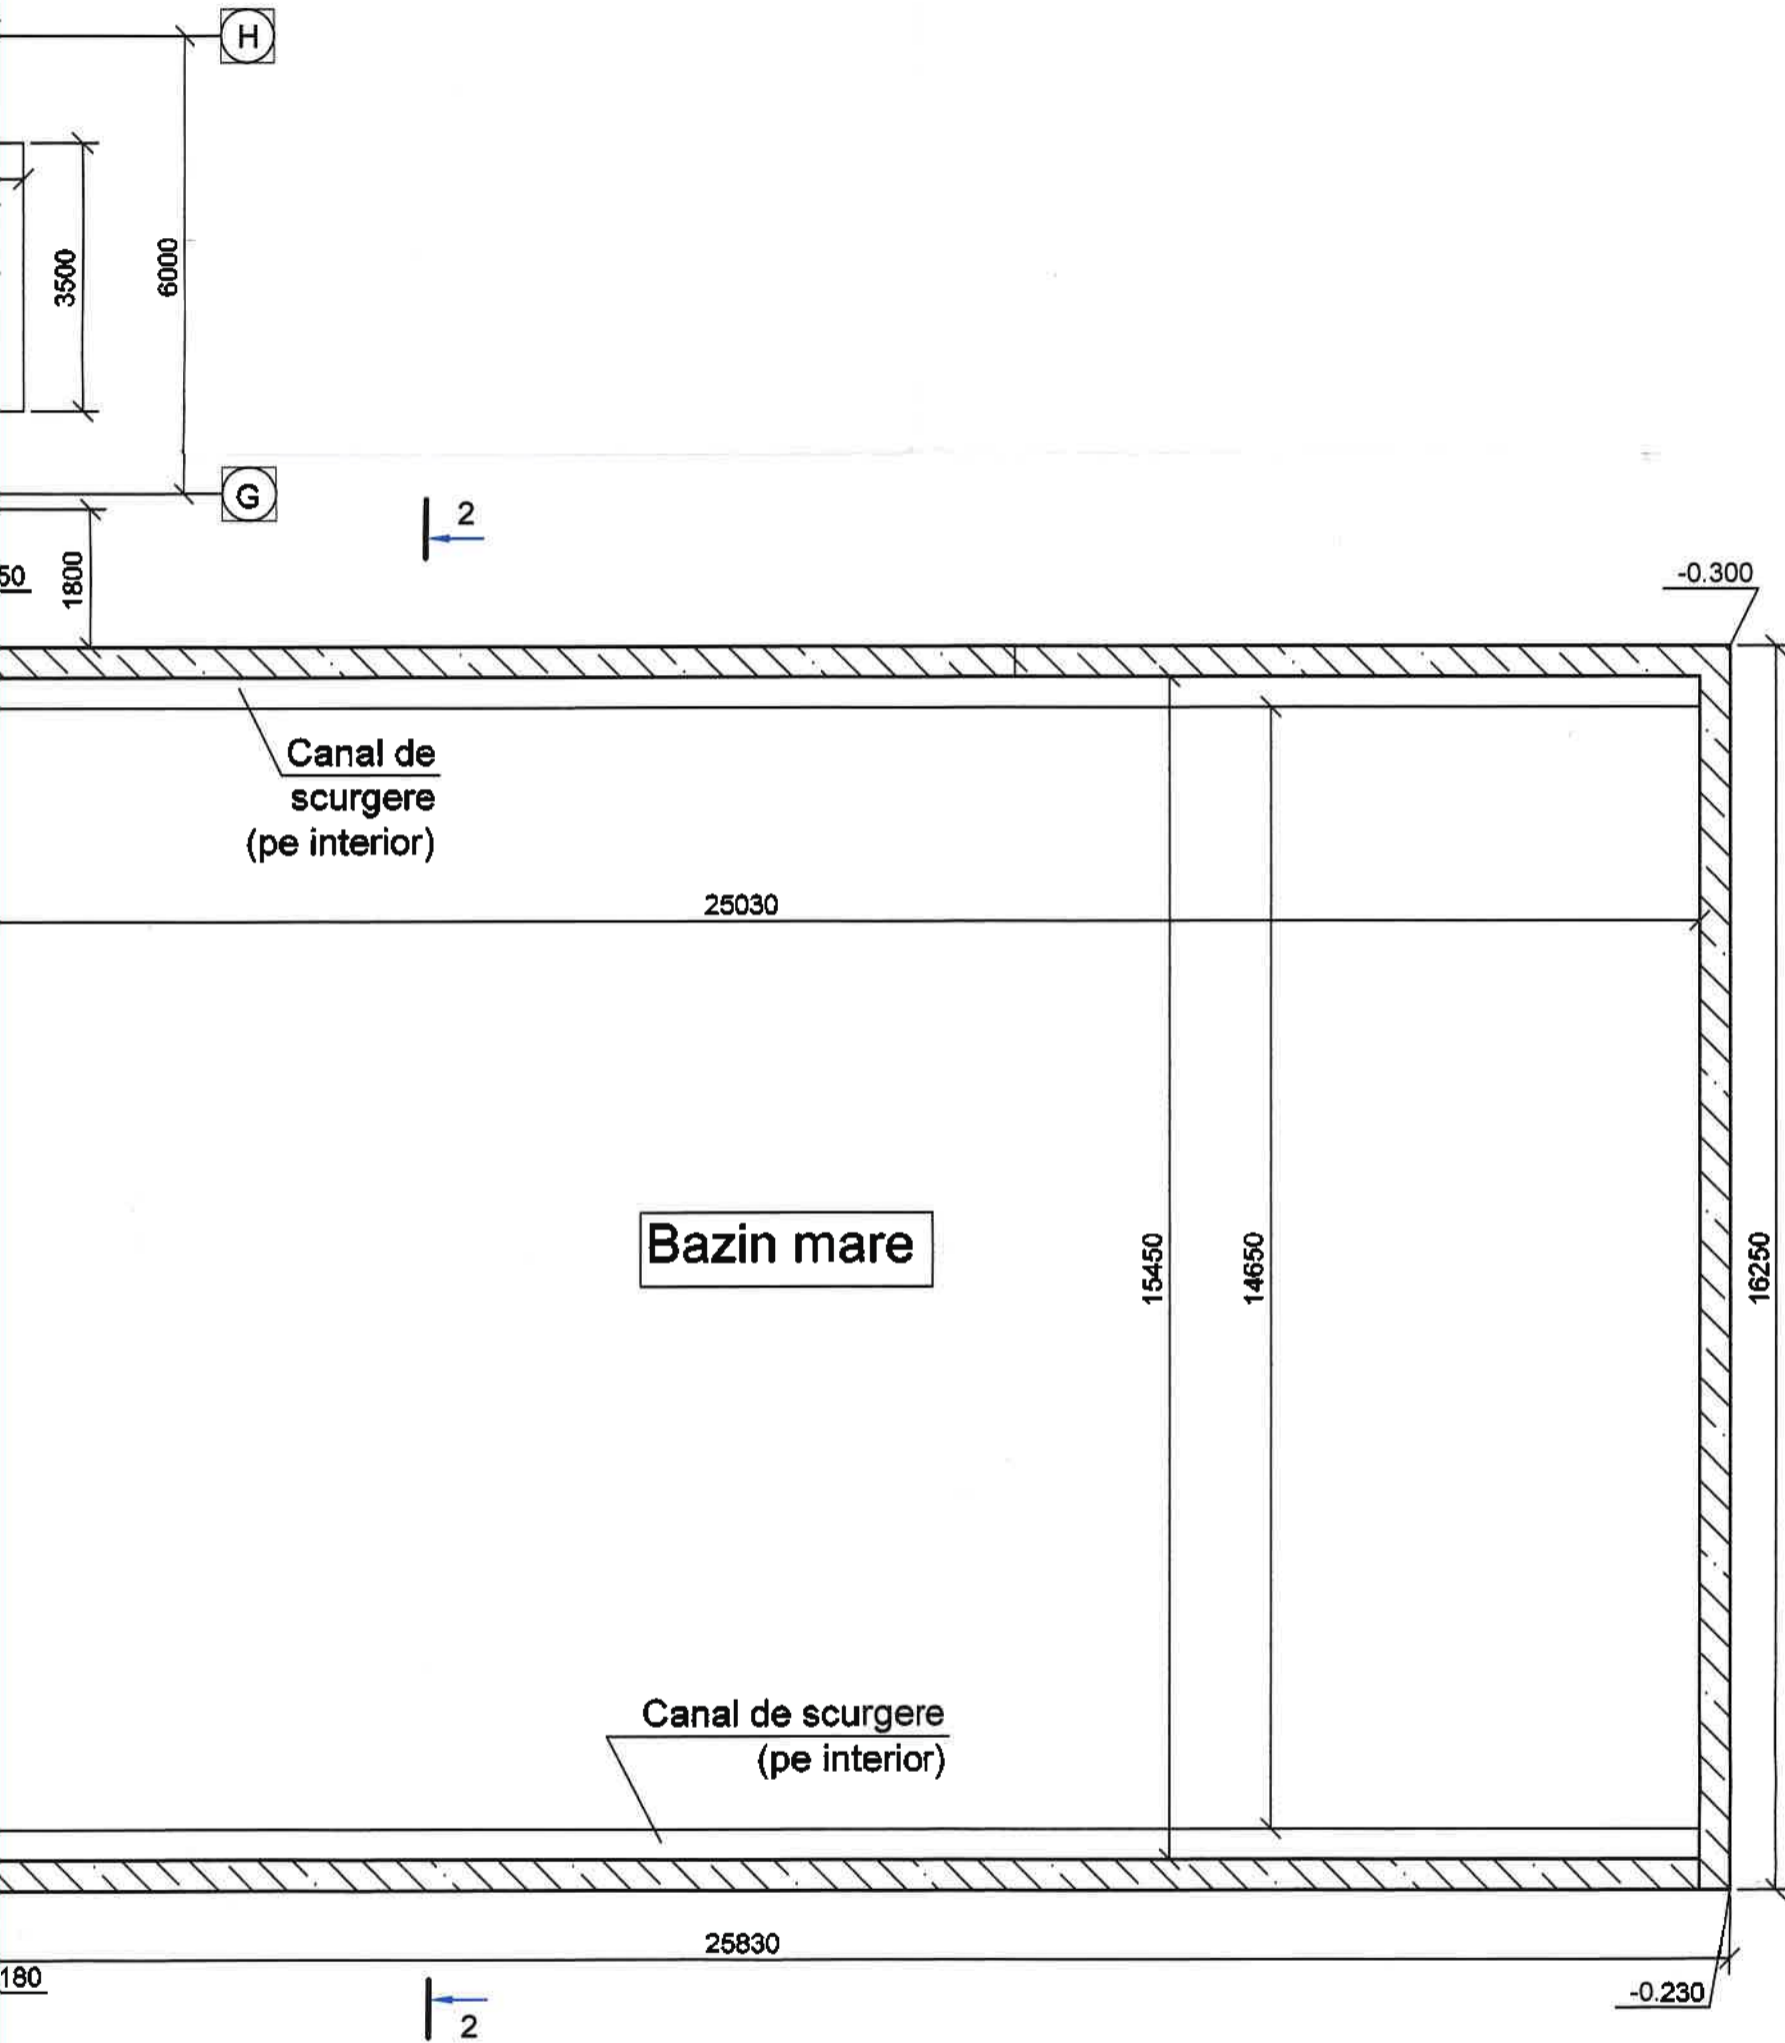 H
3500
6000
G
2
50
1800
-0.300
Canal de
scurgere
(pe interior)
25030
Bazin mare
15450
14650
16250
Canal de scurgere
(pe interior)
25830
180
-0.230
2